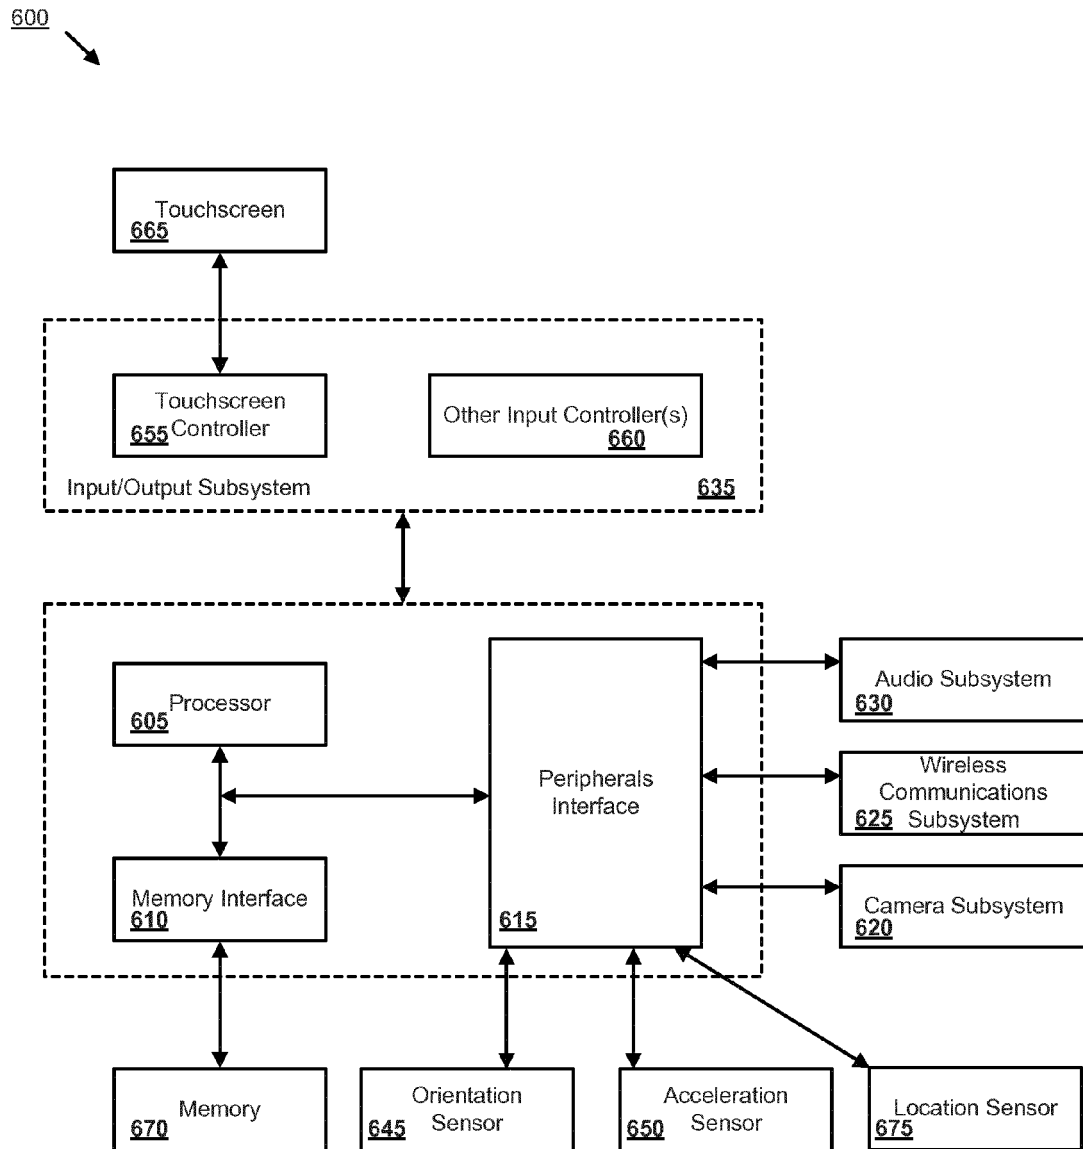 600
Touchscreen
665
Touchscreen
Controller
655
Other Input Controller(s)
660
Input/Output Subsystem
635
Processor
605
Peripherals
Interface
615
Memory Interface
610
Audio Subsystem
630
Wireless
Communications
Subsystem
625
Camera Subsystem
620
Memory
670
Orientation
Sensor
645
Acceleration
Sensor
650
Location Sensor
675